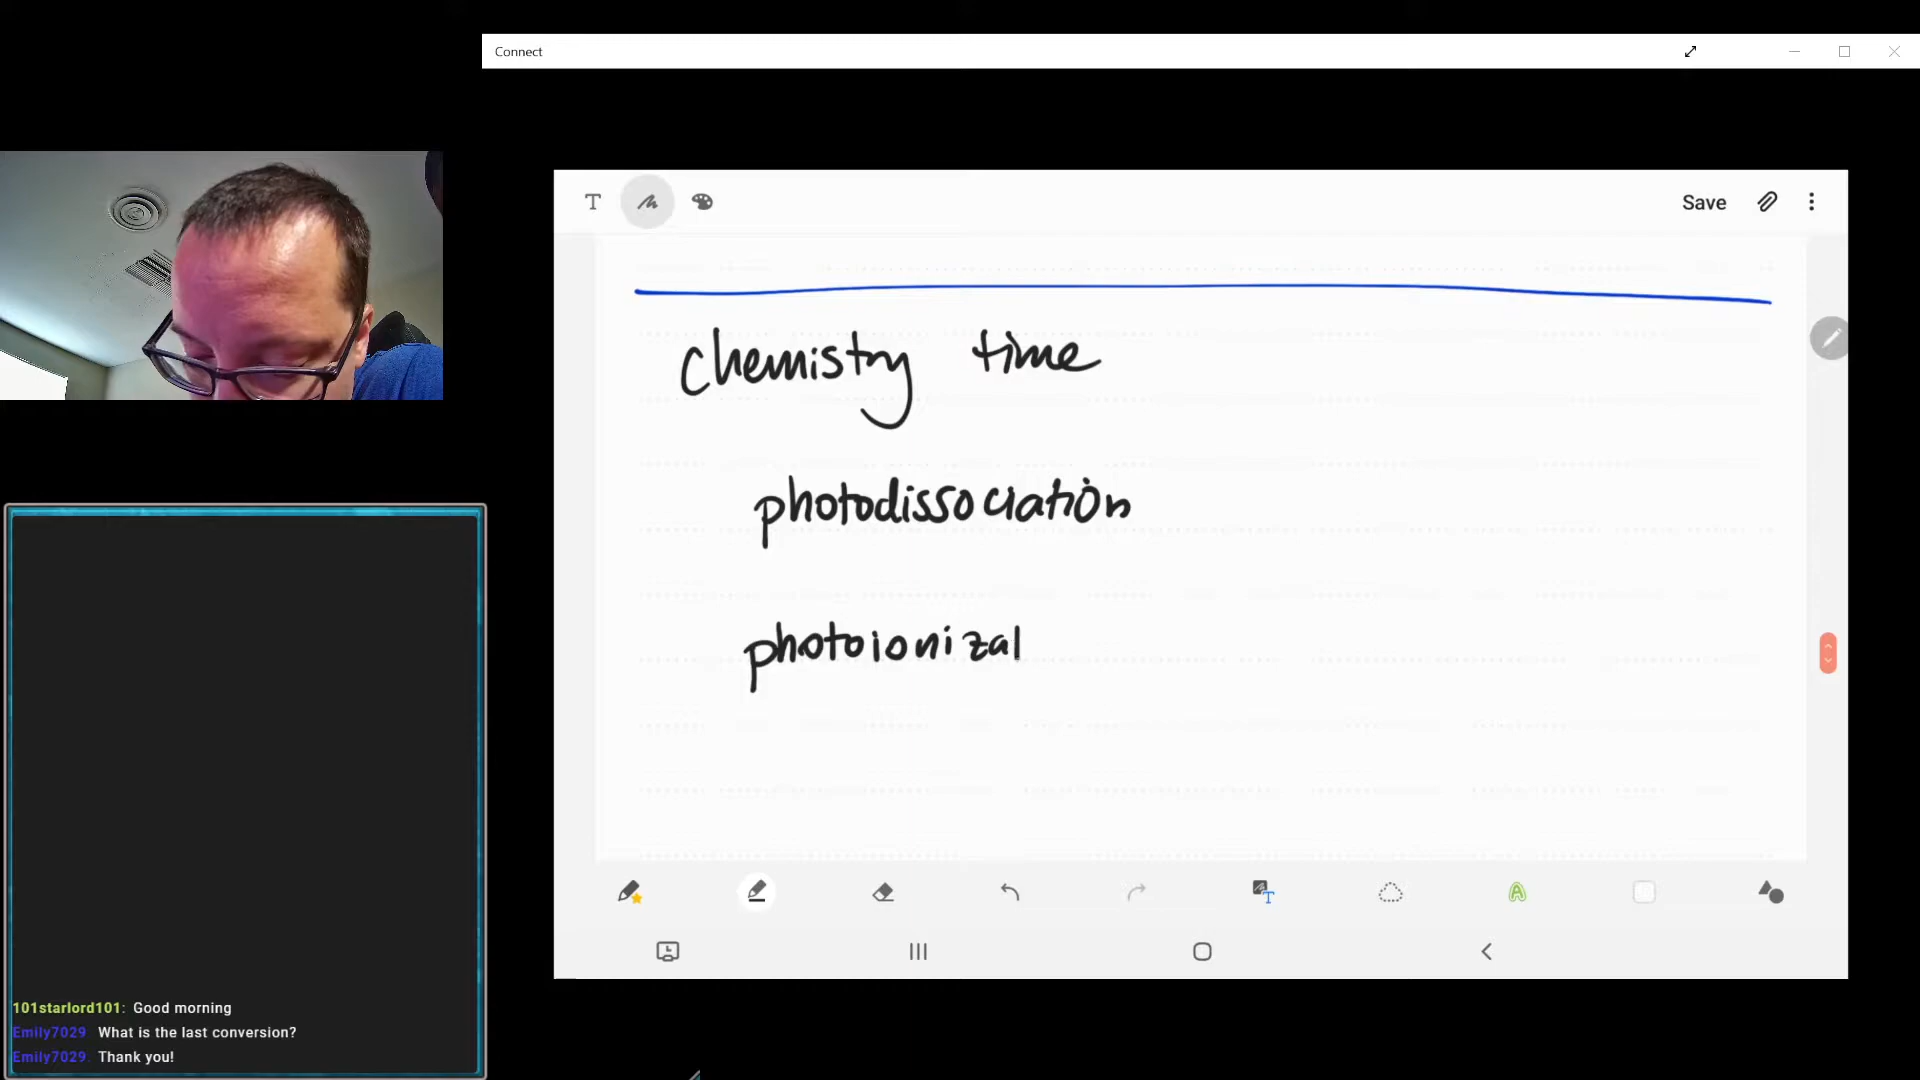 Connect
T
Save
chemistry time
photodissociation
photoionizal
101starlord101: Good morning
Emily7029 What is the last conversion?
Emily7029: Thank you!